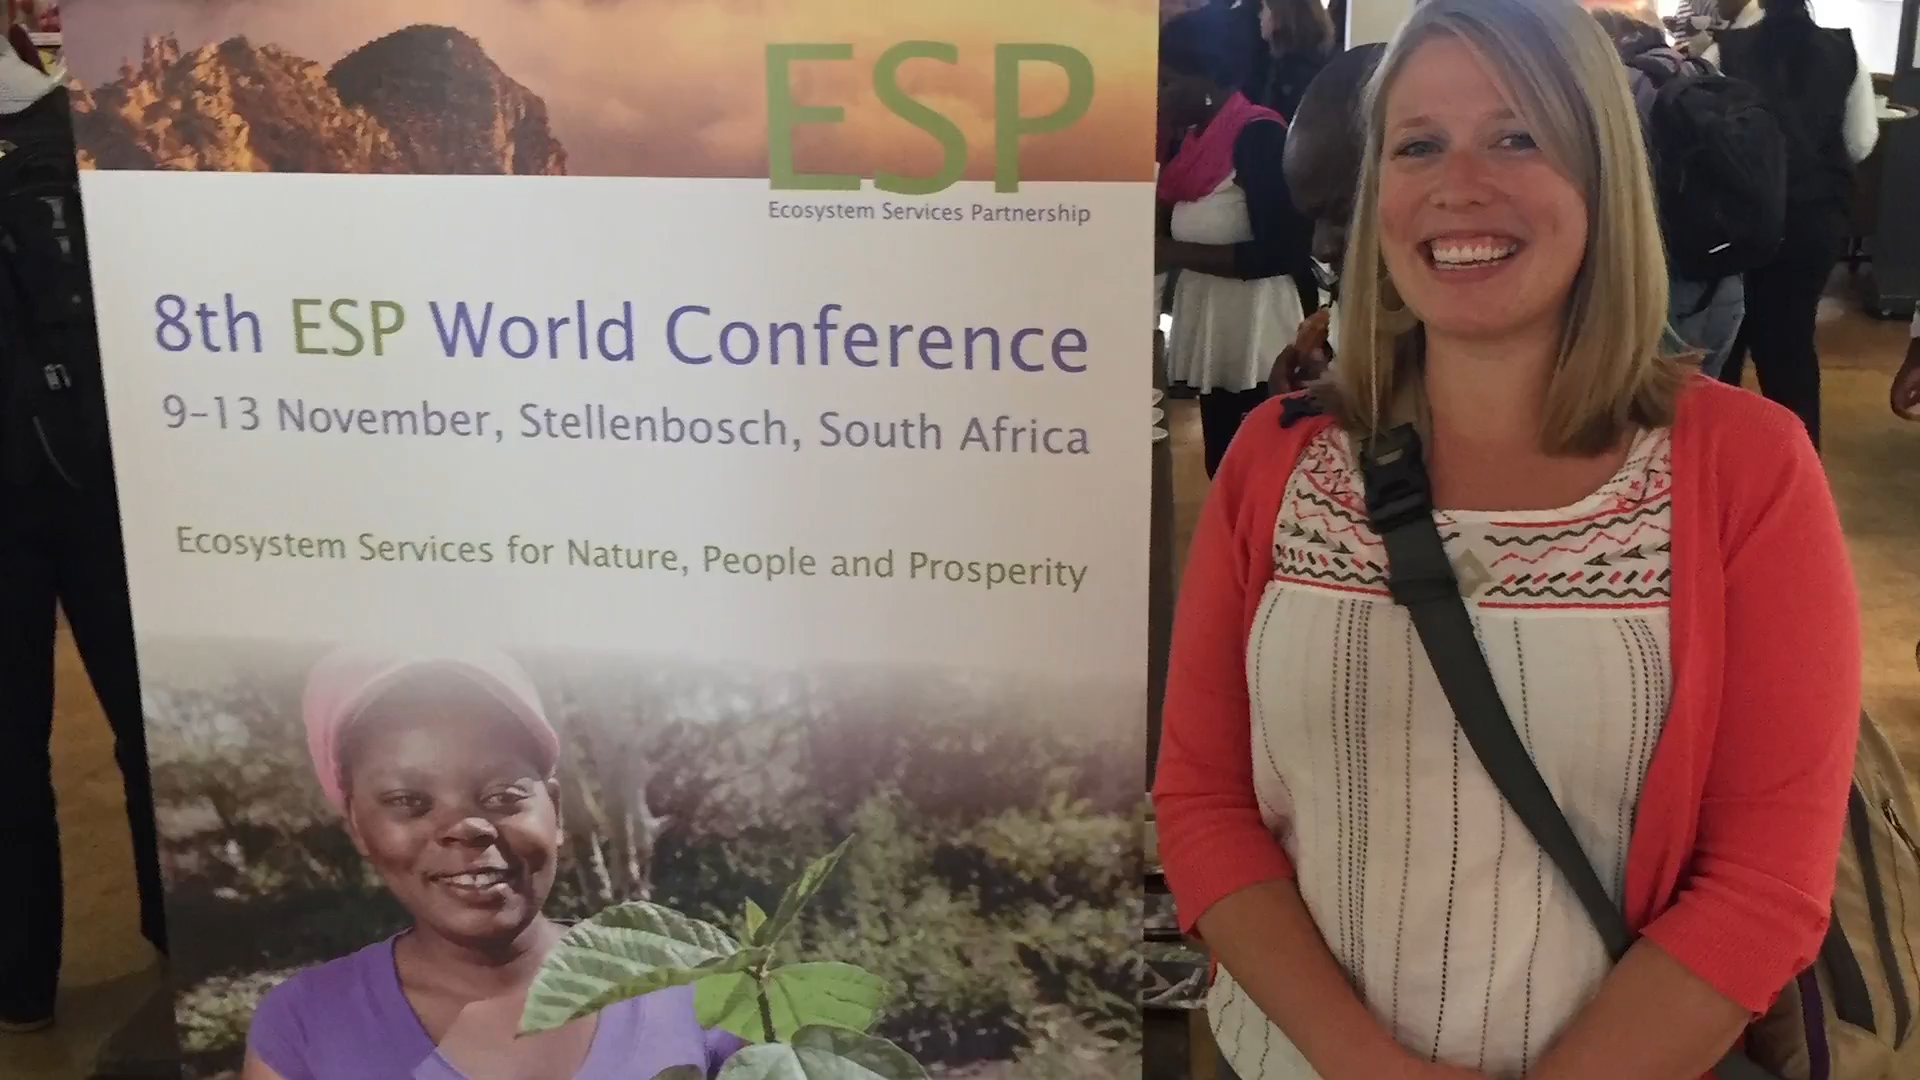 ESP
Ecosystem Services Partnership
8th ESP World Conference
9-13 November, Stellenbosch, South Africa
Ecosystem Services for Nature, People and Prosperity